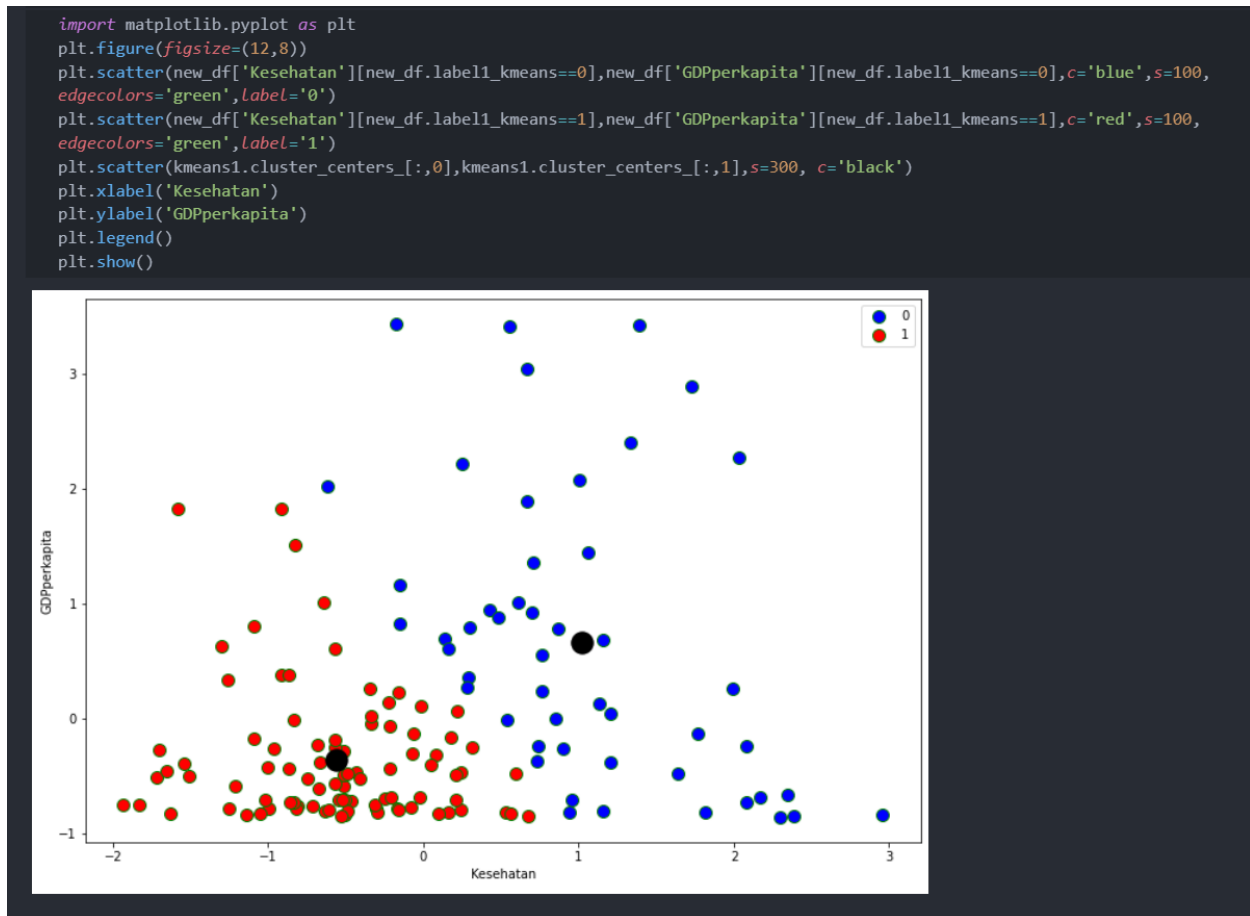 import matplotlib.pyplot as plt
plt.figure(figsize=(12,8))
plt.scatter(new_df['Kesehatan'][new_df.label1_kmeans==0],new_df['GDPperkapita'][new_df.label1_kmeans==0],c='blue',s=100,
edgecolors='green',label='0')
plt.scatter(new_df['Kesehatan'][new_df.label1_kmeans==1],new_df['GDPperkapita'][new_df.label1_kmeans==1],c='red',s=100,
edgecolors='green',label='1')
plt.scatter(kmeans1.cluster_centers_[:,0],kmeans1.cluster_centers_[:,1],s=300, c='black')
plt.xlabel('Kesehatan')
plt.ylabel('GDPperkapita')
plt.legend()
plt.show()
0
1
3
2
1
0
−1
GDPperkapita
−2 −1 0 1 2 3
Kesehatan